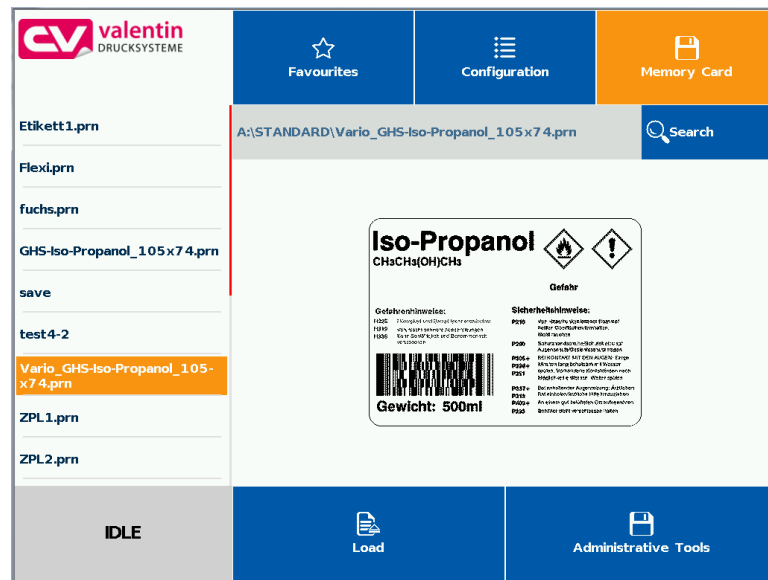 valentin
DRUCKSYSTEME
Favourites
Configuration
Memory Card
Etikett1.prn
Flexi.prn
fuchs.prn
GHS-Iso-Propanol_105x74.prn
save
test4-2
Vario_GHS-Iso-Propanol_105-
x74.prn
ZPL1.prn
ZPL2.prn
IDLE
A:\STANDARD\Vario_GHS-Iso-Propanol_105x74.prn
Search
Iso-Propanol
CH3CH3(OH)CH3
Gefahr
Gefahrenhinweise:
Sicherheitshinweise:
Gewicht: 500ml
Load
Administrative Tools